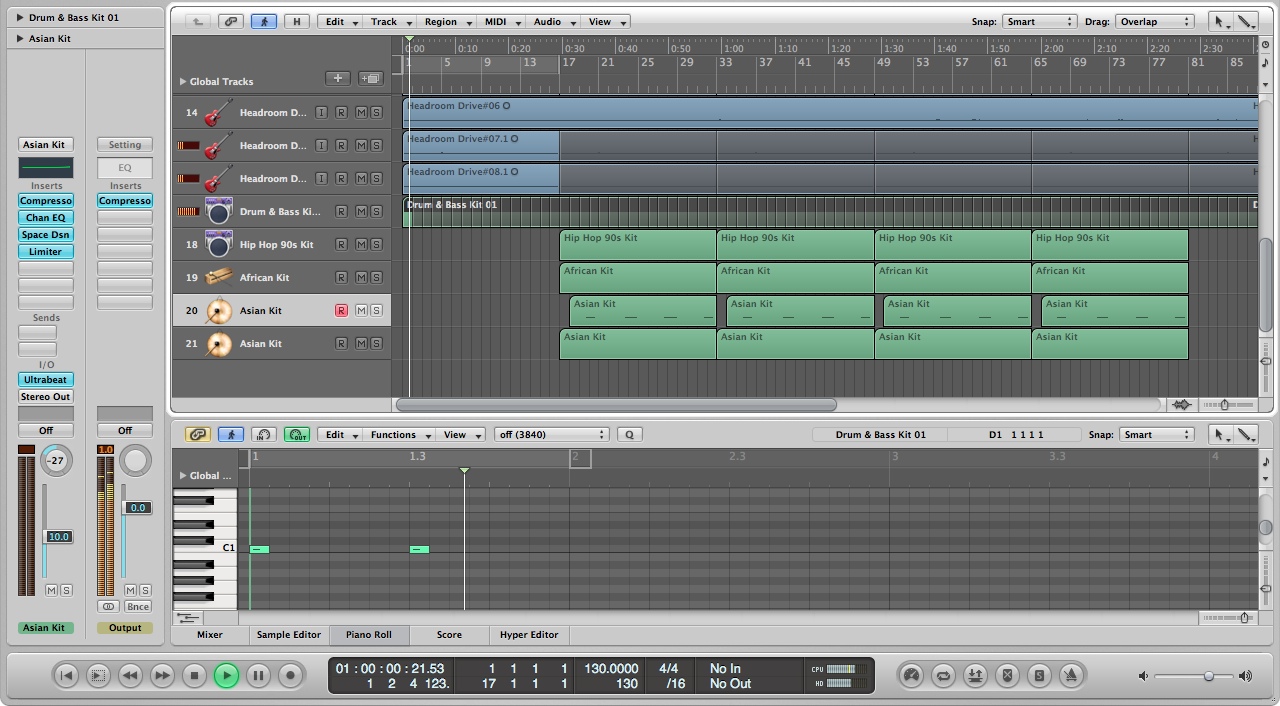 Drum & Bass Kit 01
Asian Kit
Asian Kit Setting
EQ
Inserts Inserts
Compresso Compresso
Chan EQ
Space Dsn
Limiter
Sends
I/O
Ultrabeat
Stereo Out
Off Off
-27 1.0
0.0
10.0
M S M S
Bnce
Asian Kit Output
H Edit Track Region MIDI Audio View Snap: Smart Drag: Overlap
0:00 0:10 0:20 0:30 0:40 0:50 1:00 1:10 1:20 1:30 1:40 1:50 2:00 2:10 2:20 2:30
1 5 9 13 17 21 25 29 33 37 41 45 49 53 57 61 65 69 73 77 81 85
Global Tracks
14 Headroom D... I R M S Headroom Drive#06
Headroom D... I R M S Headroom Drive#07.1
Headroom D... I R M S Headroom Drive#08.1
Drum & Bass Ki... R M S Drum & Bass Kit 01
18 Hip Hop 90s Kit R M S Hip Hop 90s Kit Hip Hop 90s Kit Hip Hop 90s Kit Hip Hop 90s Kit
19 African Kit R M S African Kit African Kit African Kit African Kit
20 Asian Kit R M S Asian Kit Asian Kit Asian Kit Asian Kit
21 Asian Kit R M S Asian Kit Asian Kit Asian Kit Asian Kit
IN OUT Edit Functions View off (3840) Q Drum & Bass Kit 01 D1 1 1 1 1 Snap: Smart
1 1.3 2 2.3 3 3.3 4
Global ...
C1
Mixer Sample Editor Piano Roll Score Hyper Editor
01 : 00 : 00 : 21.53 1 1 1 1 130.0000 4/4 No In CPU
1 2 4 123. 17 1 1 1 130 /16 No Out HD
S